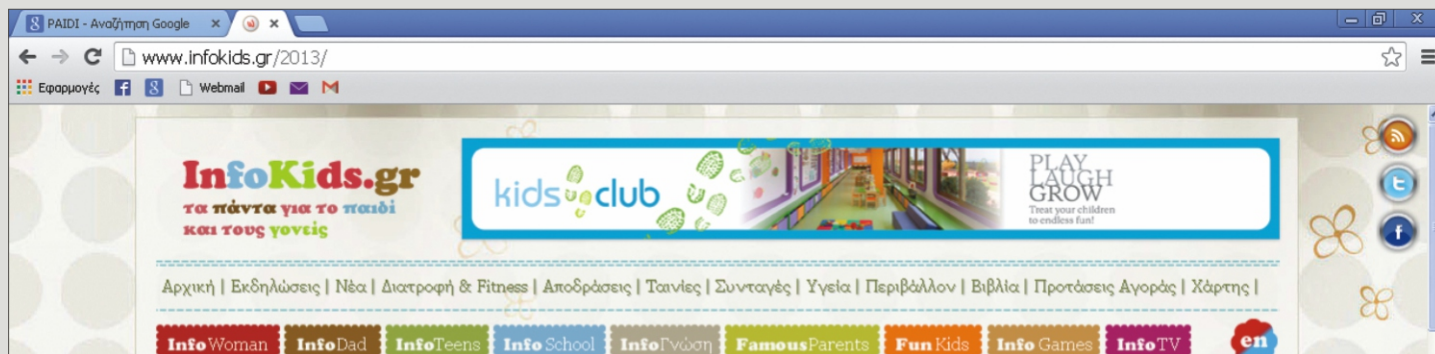 PAIDI - Αναζήτηση Google
www.infokids.gr/2013/
Εφαρμογές Webmail
InfoKids.gr
τα πάντα για το παιδί
και τους γονείς
kids club
PLAY
LAUGH
GROW
Treat your children
to endless fun!
Αρχική | Εκδηλώσεις | Νέα | Διατροφή & Fitness | Αποδράσεις | Ταινίες | Συνταγές | Υγεία | Περιβάλλον | Βιβλία | Προτάσεις Αγοράς | Χάρτης |
InfoWoman InfoDad InfoTeens Info School InfoΓνώση FamousParents Fun Kids Info Games InfoTV en